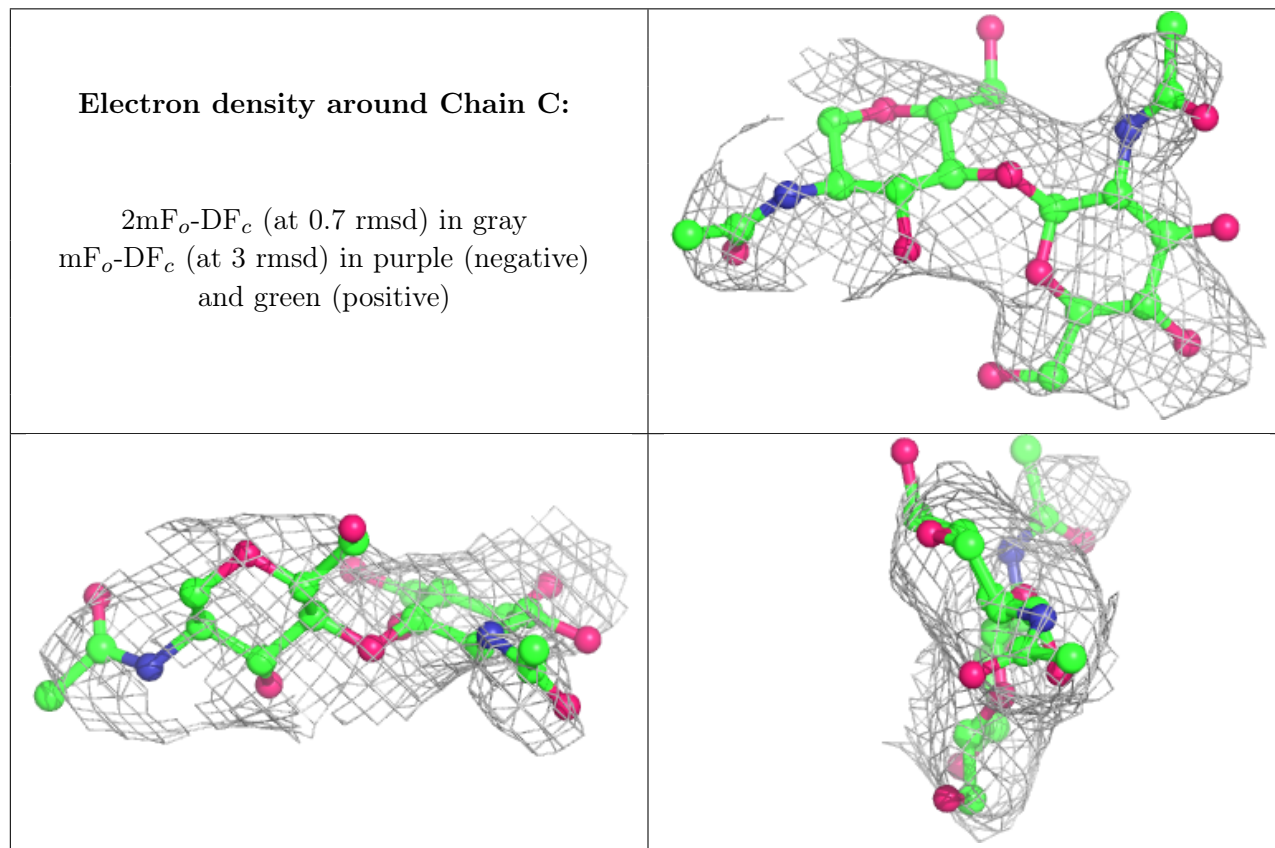 Electron density around Chain C:
2mFo-DFc (at 0.7 rmsd) in gray
mFo-DFc (at 3 rmsd) in purple (negative)
and green (positive)